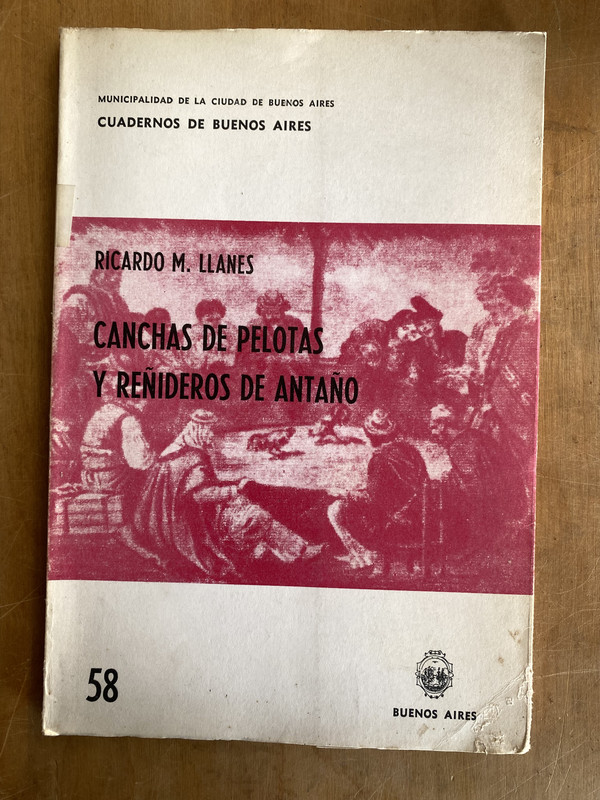 MUNICIPALIDAD DE LA CIUDAD DE BUENOS AIRES
CUADERNOS DE BUENOS AIRES
RICARDO M. LLANES
CANCHAS DE PELOTAS
Y REÑIDEROS DE ANTAÑO
58
BUENOS AIRES